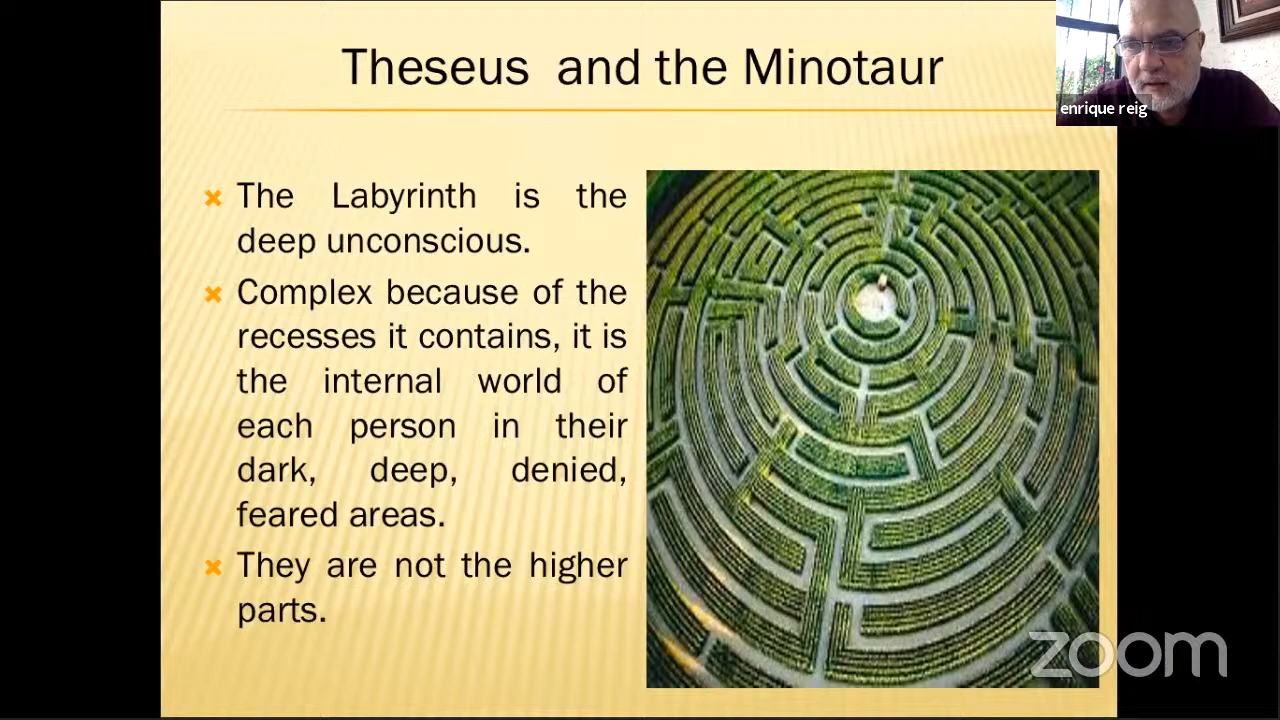 Theseus and the Minotaur
enrique reig
The Labyrinth is the
deep unconscious.
Complex because of the
recesses it contains, it is
the internal world of
each person in their
dark, deep, denied,
feared areas.
They are not the higher
parts.
zoom